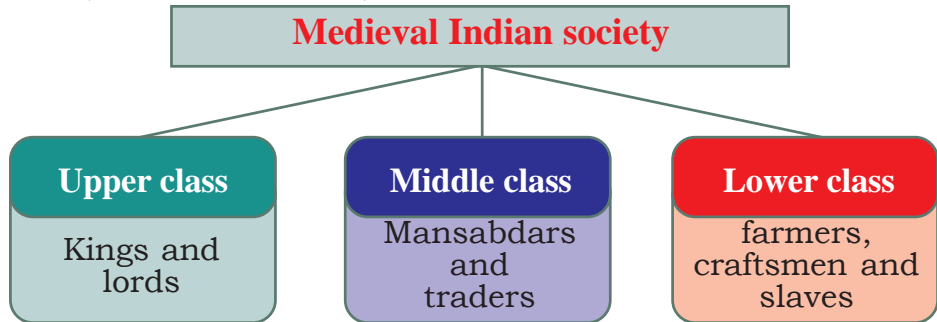 Medieval Indian society
Upper class
Kings and
lords
Middle class
Mansabdars
and
traders
Lower class
farmers,
craftsmen and
slaves